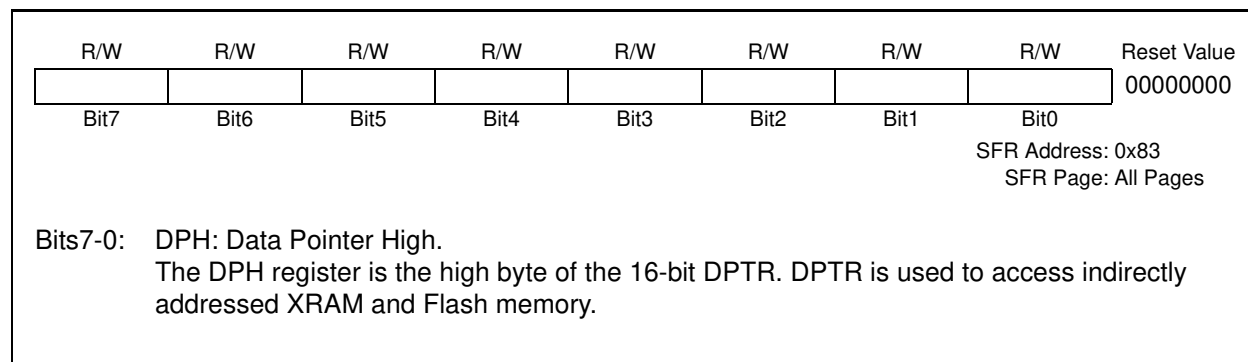 R/W R/W R/W R/W R/W R/W R/W R/W Reset Value
00000000
Bit7 Bit6 Bit5 Bit4 Bit3 Bit2 Bit1 Bit0
SFR Address: 0x83
SFR Page: All Pages
Bits7-0: DPH: Data Pointer High.
The DPH register is the high byte of the 16-bit DPTR. DPTR is used to access indirectly
addressed XRAM and Flash memory.